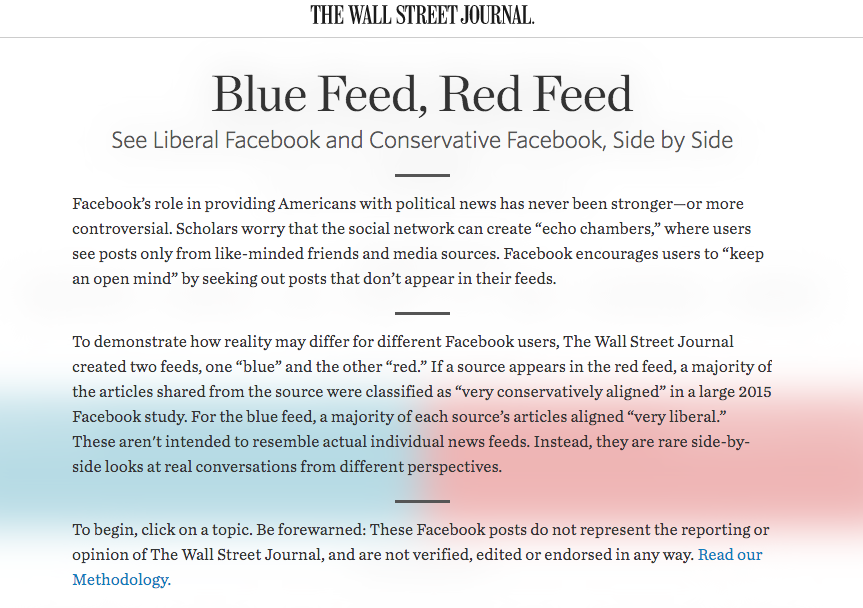 THE WALL STREET JOURNAL.
Blue Feed, Red Feed
See Liberal Facebook and Conservative Facebook, Side by Side
Facebook’s role in providing Americans with political news has never been stronger—or more
controversial. Scholars worry that the social network can create “echo chambers,” where users
see posts only from like-minded friends and media sources. Facebook encourages users to “keep
an open mind” by seeking out posts that don’t appear in their feeds.
To demonstrate how reality may differ for different Facebook users, The Wall Street Journal
created two feeds, one “blue” and the other “red.” If a source appears in the red feed, a majority of
the articles shared from the source were classified as “very conservatively aligned” in a large 2015
Facebook study. For the blue feed, a majority of each source’s articles aligned “very liberal.”
These aren't intended to resemble actual individual news feeds. Instead, they are rare side-by-
side looks at real conversations from different perspectives.
To begin, click on a topic. Be forewarned: These Facebook posts do not represent the reporting or
opinion of The Wall Street Journal, and are not verified, edited or endorsed in any way. Read our
Methodology.